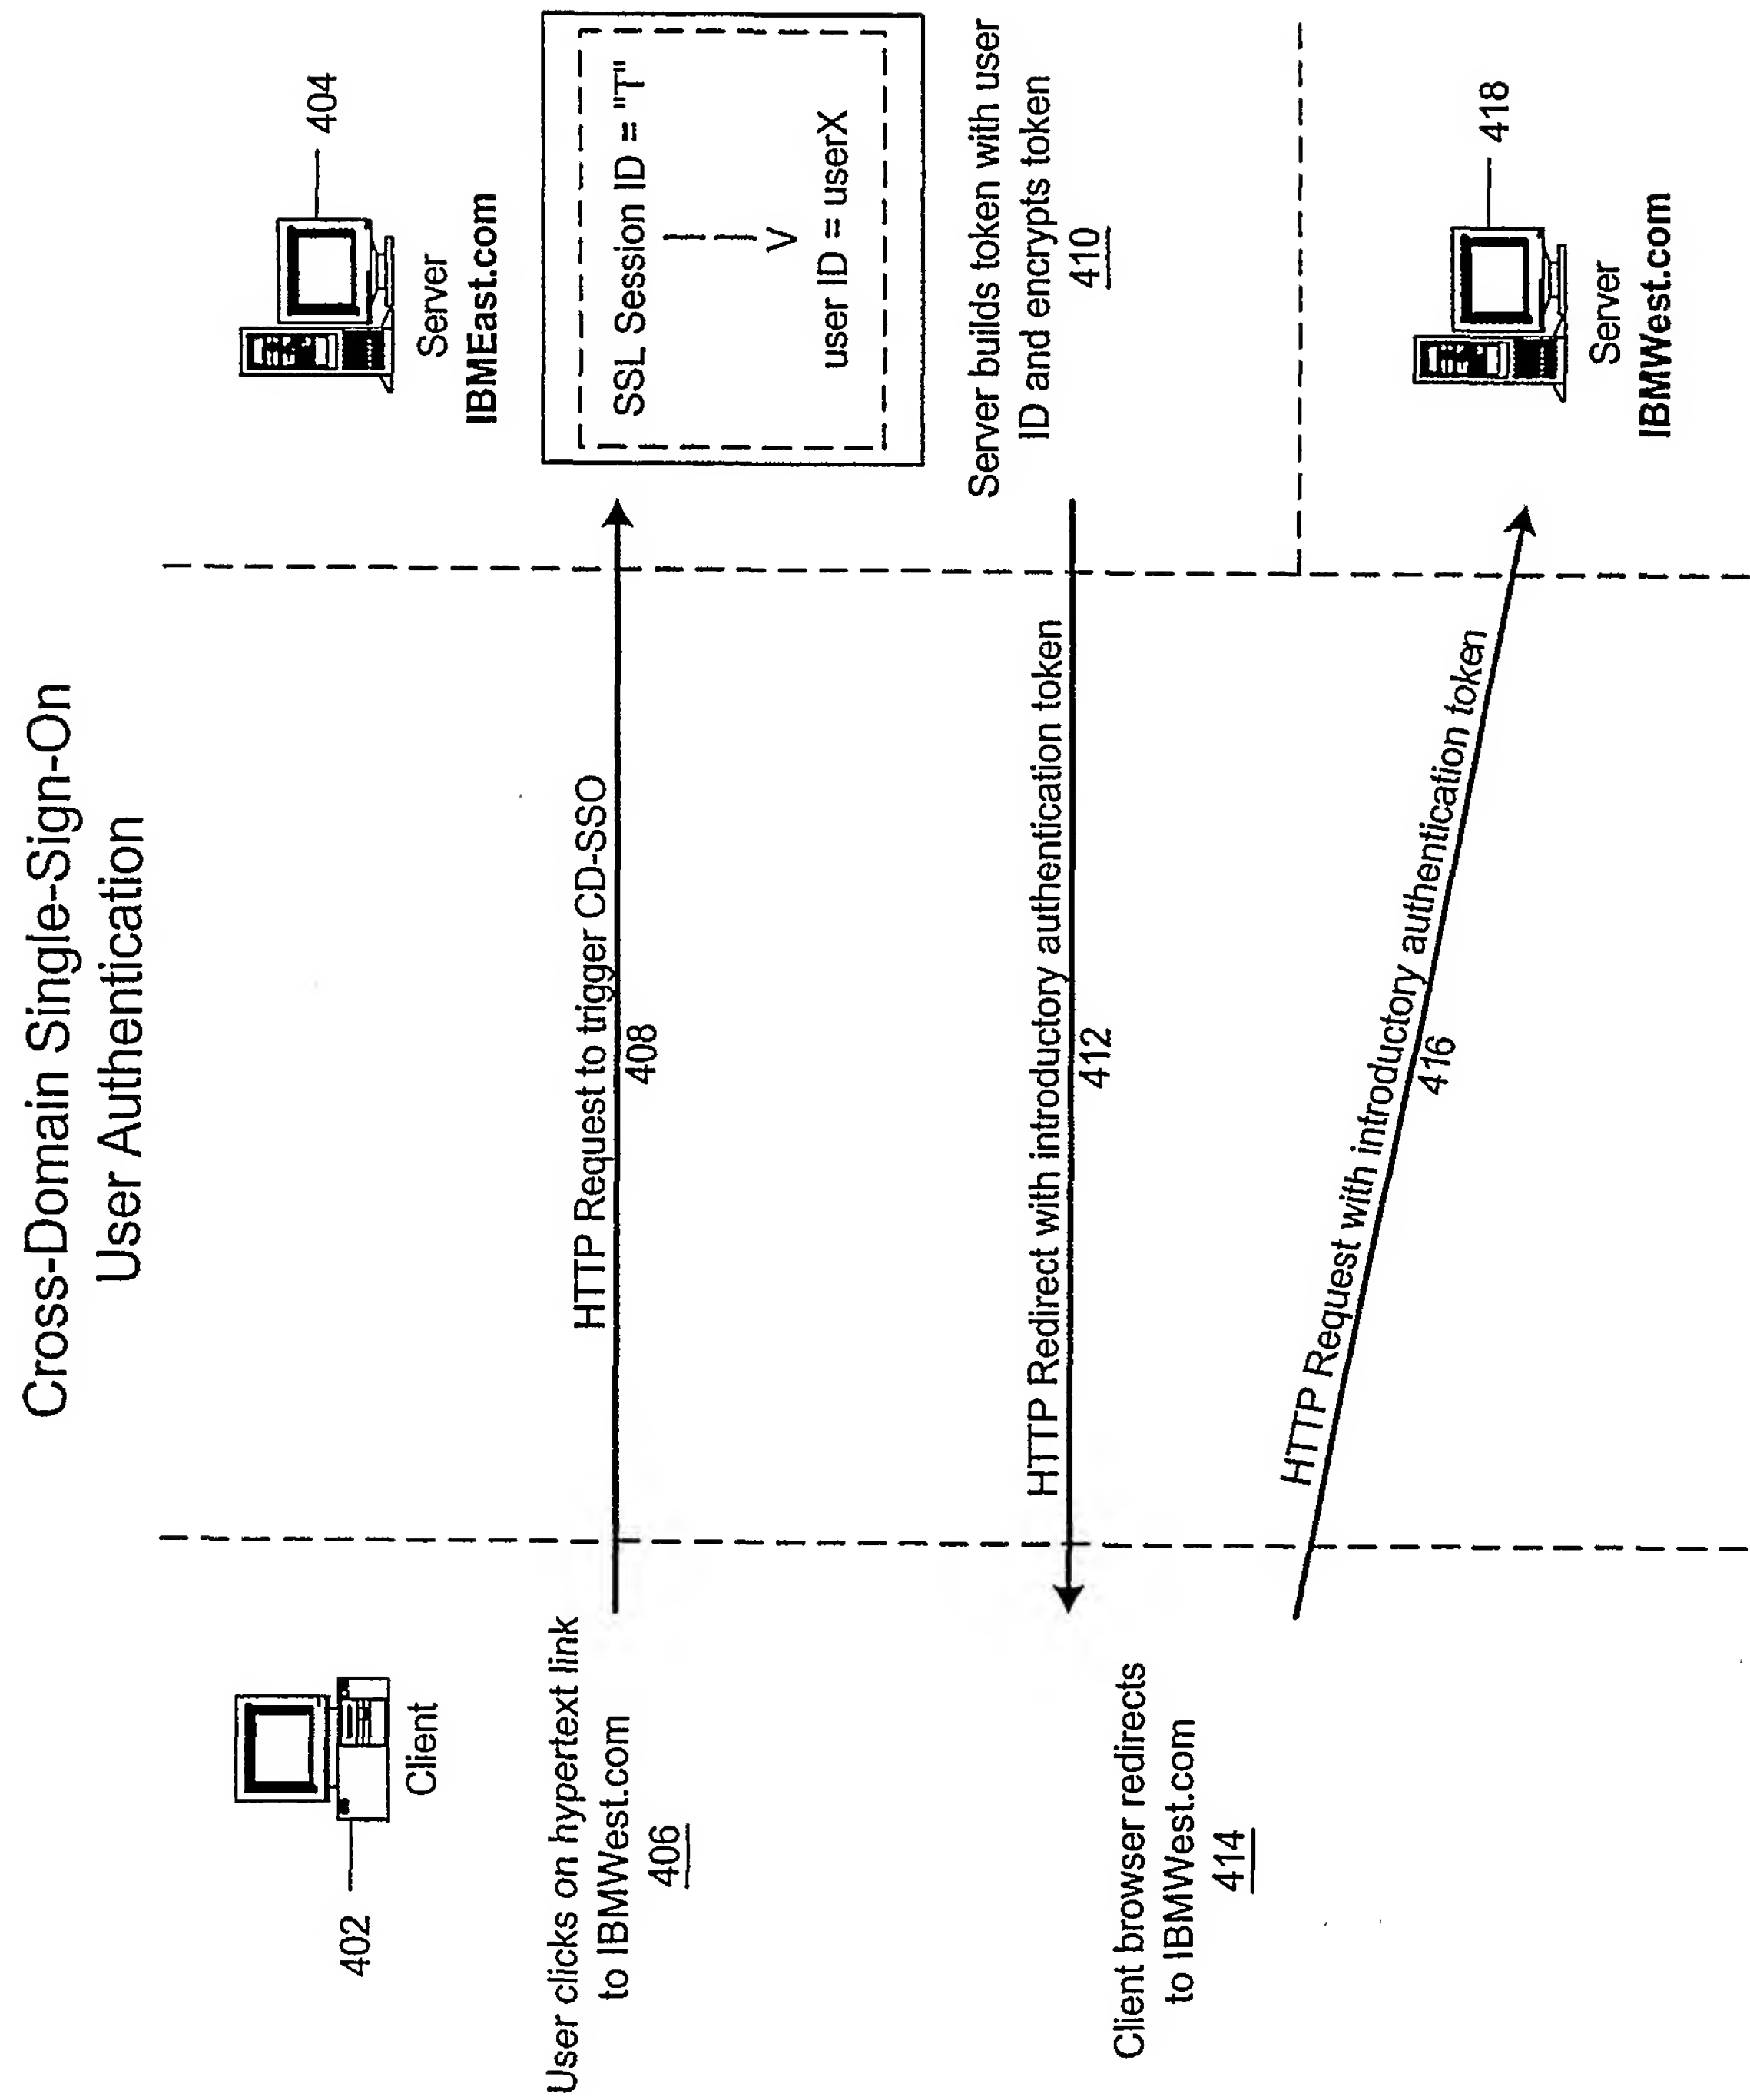 Cross-Domain Single-Sign-On
User Authentication
402
Client
404
Server
IBMEast.com
User clicks on hypertext link
to IBMWest.com
406
HTTP Request to trigger CD-SSO
408
SSL Session ID = "T"
V
user ID = userX
Server builds token with user
ID and encrypts token
410
HTTP Redirect with introductory authentication token
412
Client browser redirects
to IBMWest.com
414
HTTP Request with introductory authentication token
416
418
Server
IBMWest.com